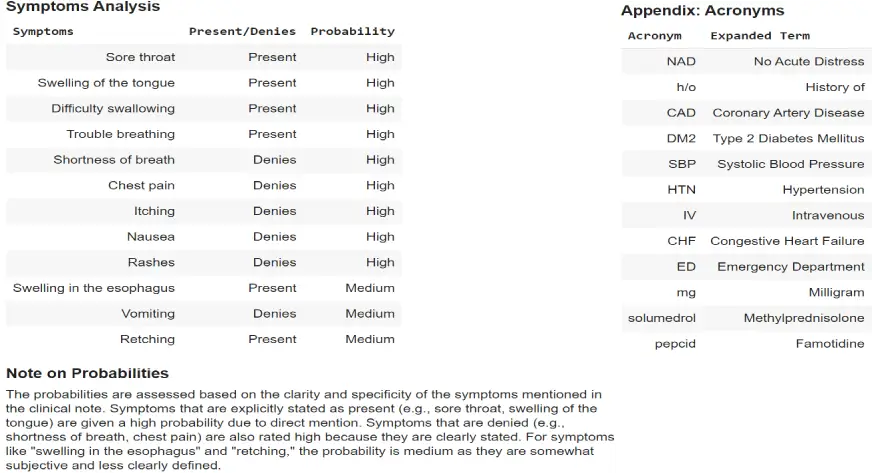 Symptoms Analysis
Symptoms Present/Denies Probability
Sore throat Present High
Swelling of the tongue Present High
Difficulty swallowing Present High
Trouble breathing Present High
Shortness of breath Denies High
Chest pain Denies High
Itching Denies High
Nausea Denies High
Rashes Denies High
Swelling in the esophagus Present Medium
Vomiting Denies Medium
Retching Present Medium
Note on Probabilities
The probabilities are assessed based on the clarity and specificity of the symptoms mentioned in
the clinical note. Symptoms that are explicitly stated as present (e.g., sore throat, swelling of the
tongue) are given a high probability due to direct mention. Symptoms that are denied (e.g.,
shortness of breath, chest pain) are also rated high because they are clearly stated. For symptoms
like "swelling in the esophagus" and "retching," the probability is medium as they are somewhat
subjective and less clearly defined.
Appendix: Acronyms
Acronym Expanded Term
NAD No Acute Distress
h/o History of
CAD Coronary Artery Disease
DM2 Type 2 Diabetes Mellitus
SBP Systolic Blood Pressure
HTN Hypertension
IV Intravenous
CHF Congestive Heart Failure
ED Emergency Department
mg Milligram
solumedrol Methylprednisolone
pepcid Famotidine